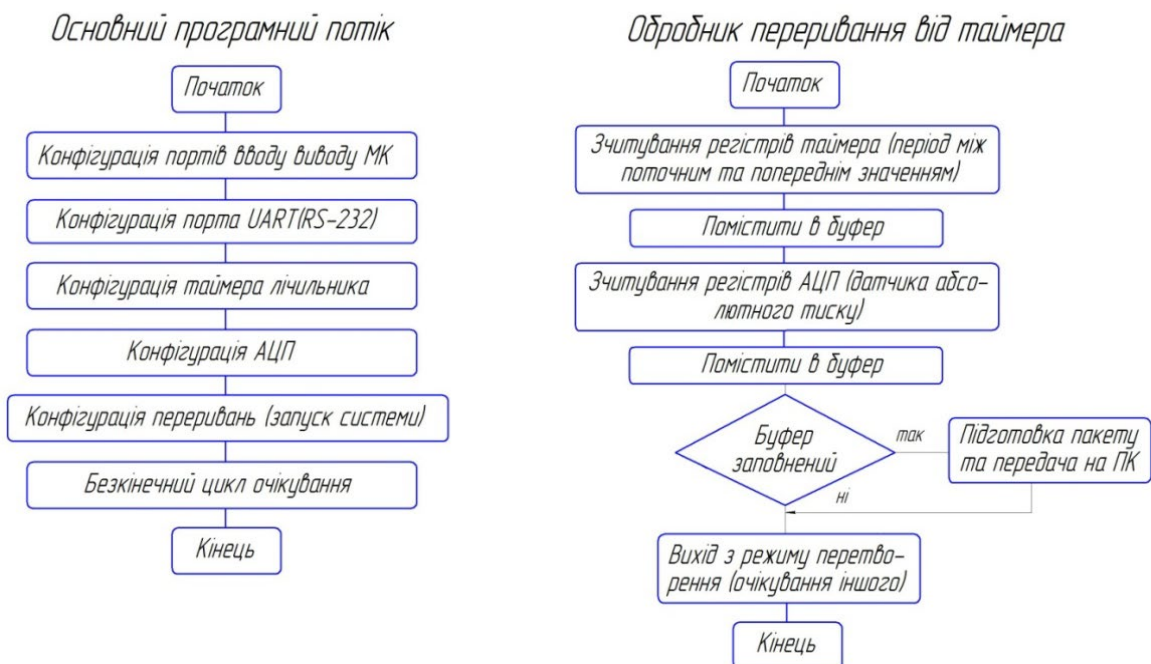 Основний програмний потік
Початок
Конфігурація портів вводу виводу МК
Конфігурація порта UART(RS-232)
Конфігурація таймера лічильника
Конфігурація АЦП
Конфігурація переривань (запуск системи)
Безкінечний цикл очікування
Кінець
Обробник переривання від таймера
Початок
Зчитування регістрів таймера (період між
поточним та попереднім значенням)
Помістити в буфер
Зчитування регістрів АЦП (датчика абсо-
лютного тиску)
Помістити в буфер
Буфер
заповнений
так
Підготовка пакету
та передача на ПК
ні
Вихід з режиму перетво-
рення (очікування іншого)
Кінець